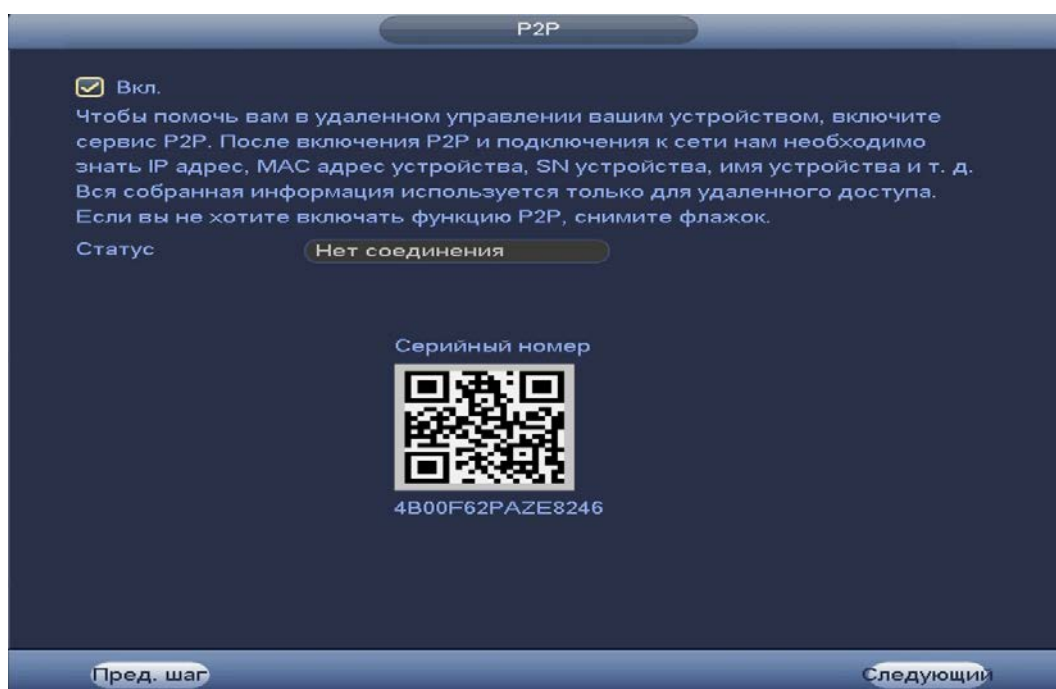 P2P
Вкл.
Чтобы помочь вам в удаленном управлении вашим устройством, включите
сервис P2P. После включения P2P и подключения к сети нам необходимо
знать IP адрес, MAC адрес устройства, SN устройства, имя устройства и т. д.
Вся собранная информация используется только для удаленного доступа.
Если вы не хотите включать функцию P2P, снимите флажок.
Статус Нет соединения
Серийный номер
4B00F62PAZE8246
Пред. шаг Следующий